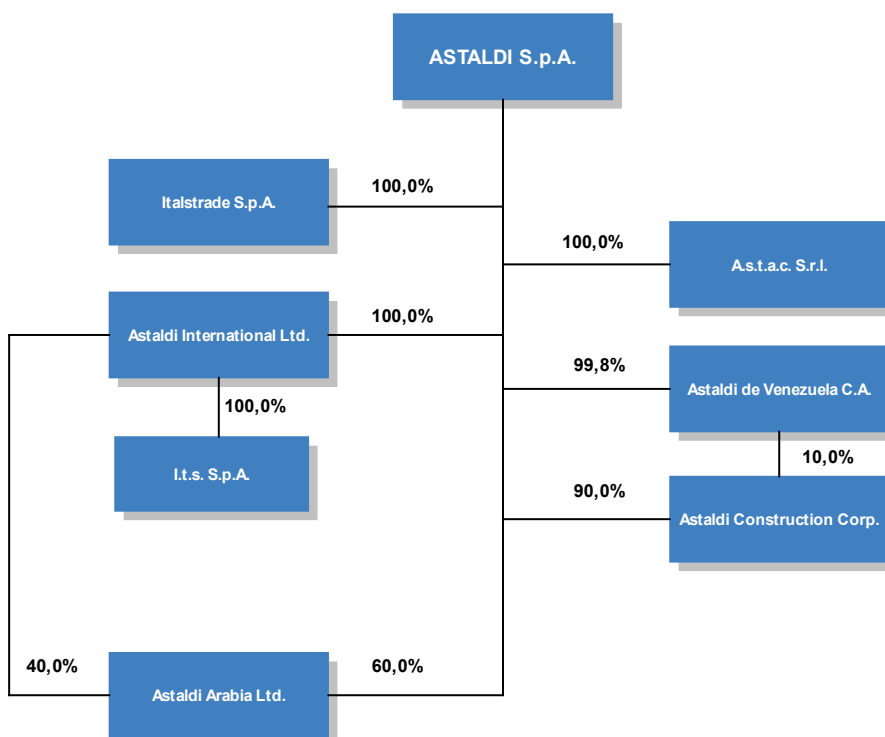 ASTALDI S.p.A.
Italstrade S.p.A.
100,0%
100,0%
A.s.t.a.c. S.r.l.
Astaldi International Ltd.
100,0%
99,8%
Astaldi de Venezuela C.A.
100,0%
10,0%
I.t.s. S.p.A.
90,0%
Astaldi Construction Corp.
40,0%
Astaldi Arabia Ltd.
60,0%